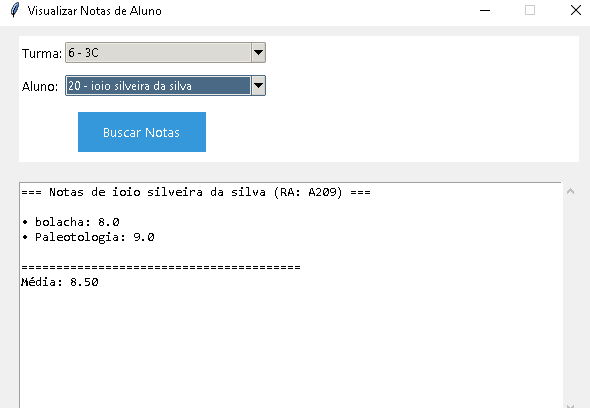 Visualizar Notas de Aluno
Turma: 6 - 3C
Aluno: 20 - ioio silveira da silva
Buscar Notas
=== Notas de ioio silveira da silva (RA: A209) ===
• bolacha: 8.0
• Paleotologia: 9.0
========================================
Média: 8.50